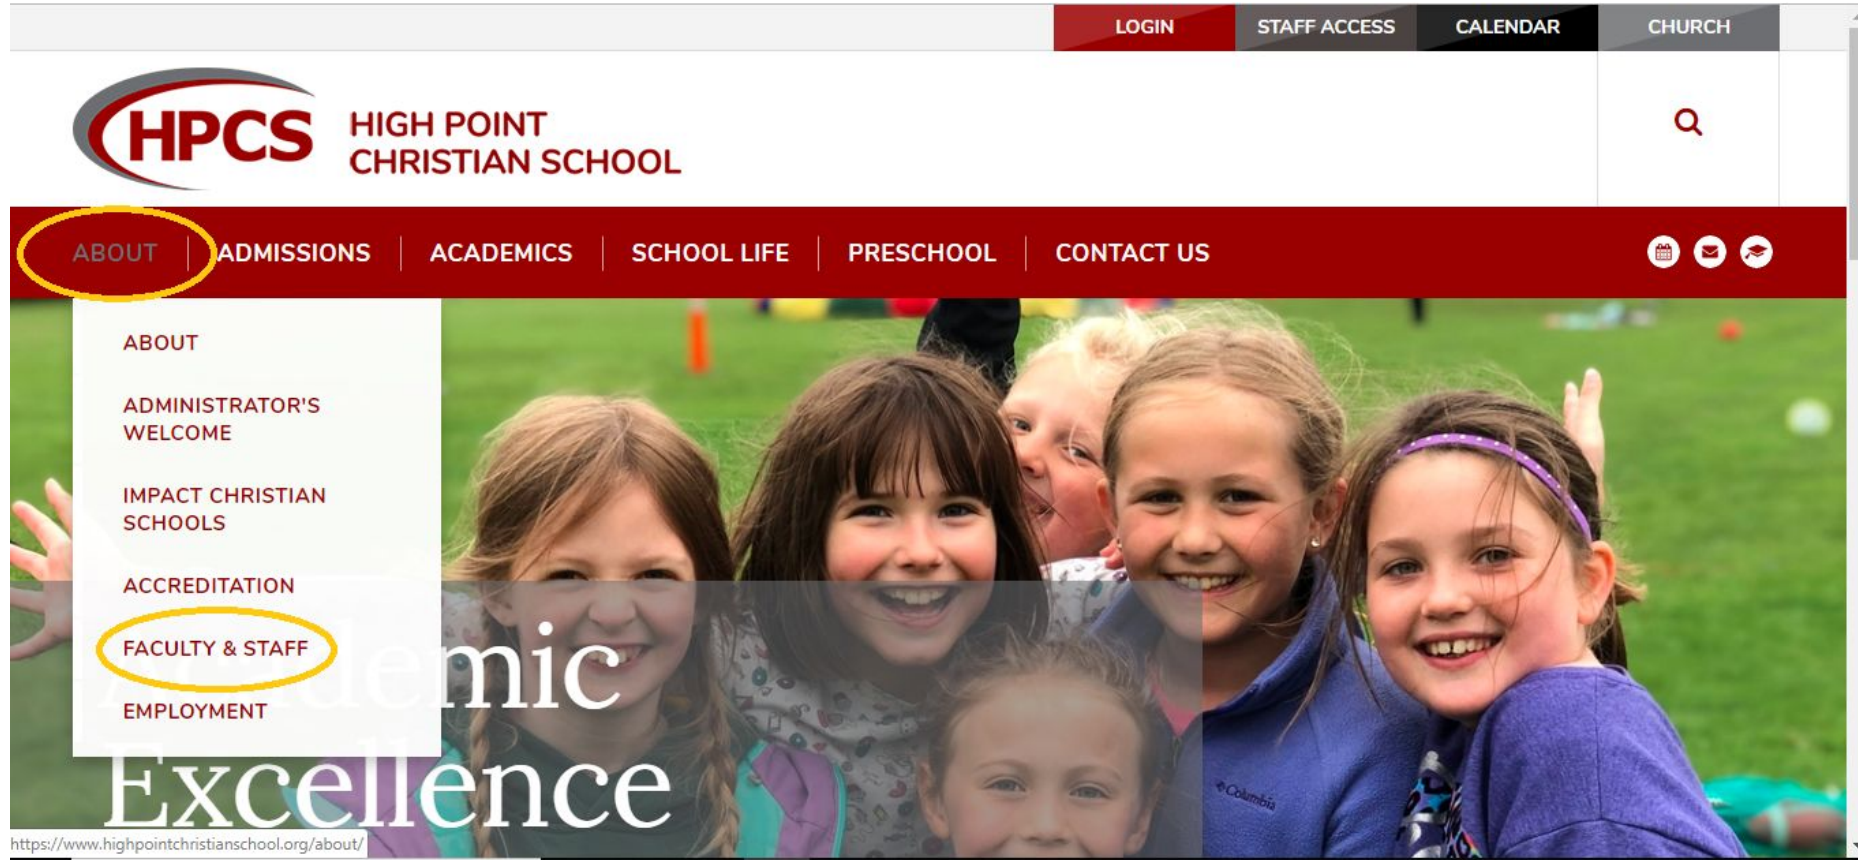 LOGIN STAFF ACCESS CALENDAR CHURCH
HPCS
HIGH POINT
CHRISTIAN SCHOOL
ABOUT ADMISSIONS ACADEMICS SCHOOL LIFE PRESCHOOL CONTACT US
ABOUT
ADMINISTRATOR'S
WELCOME
IMPACT CHRISTIAN
SCHOOLS
ACCREDITATION
FACULTY & STAFF
EMPLOYMENT
Academic
Excellence
Columbia
https://www.highpointchristianschool.org/about/